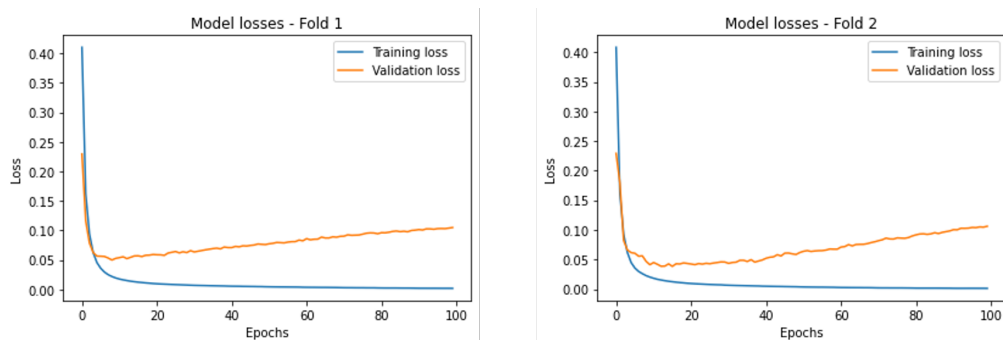 Model losses - Fold 1
Training loss
Validation loss
0.40
0.35
0.30
0.25
0.20
0.15
0.10
0.05
0.00
Loss
0 20 40 60 80 100
Epochs
Model losses - Fold 2
Training loss
Validation loss
0.40
0.35
0.30
0.25
0.20
0.15
0.10
0.05
0.00
Loss
0 20 40 60 80 100
Epochs